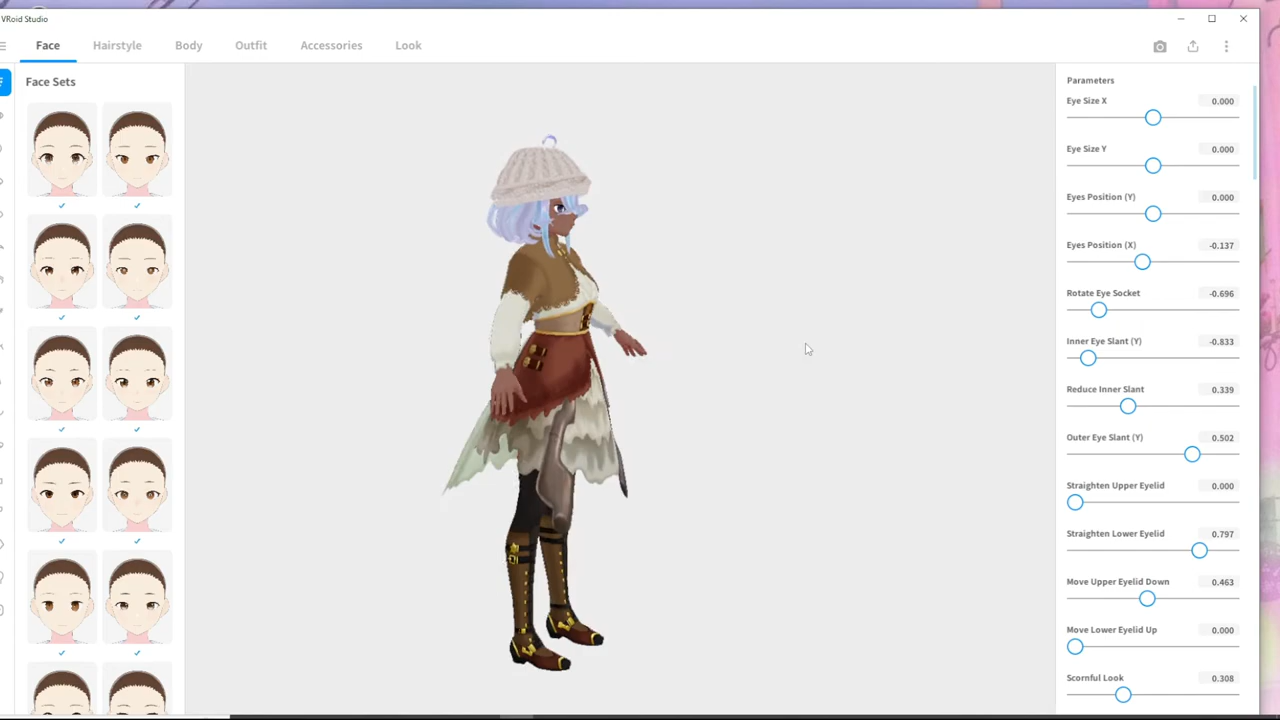 VRoid Studio
Face Hairstyle Body Outfit Accessories Look
Face Sets
Parameters
Eye Size X 0.000
Eye Size Y 0.000
Eyes Position (Y) 0.000
Eyes Position (X) -0.137
Rotate Eye Socket -0.696
Inner Eye Slant (Y) -0.833
Reduce Inner Slant 0.339
Outer Eye Slant (Y) 0.502
Straighten Upper Eyelid 0.000
Straighten Lower Eyelid 0.797
Move Upper Eyelid Down 0.463
Move Lower Eyelid Up 0.000
Scornful Look 0.308